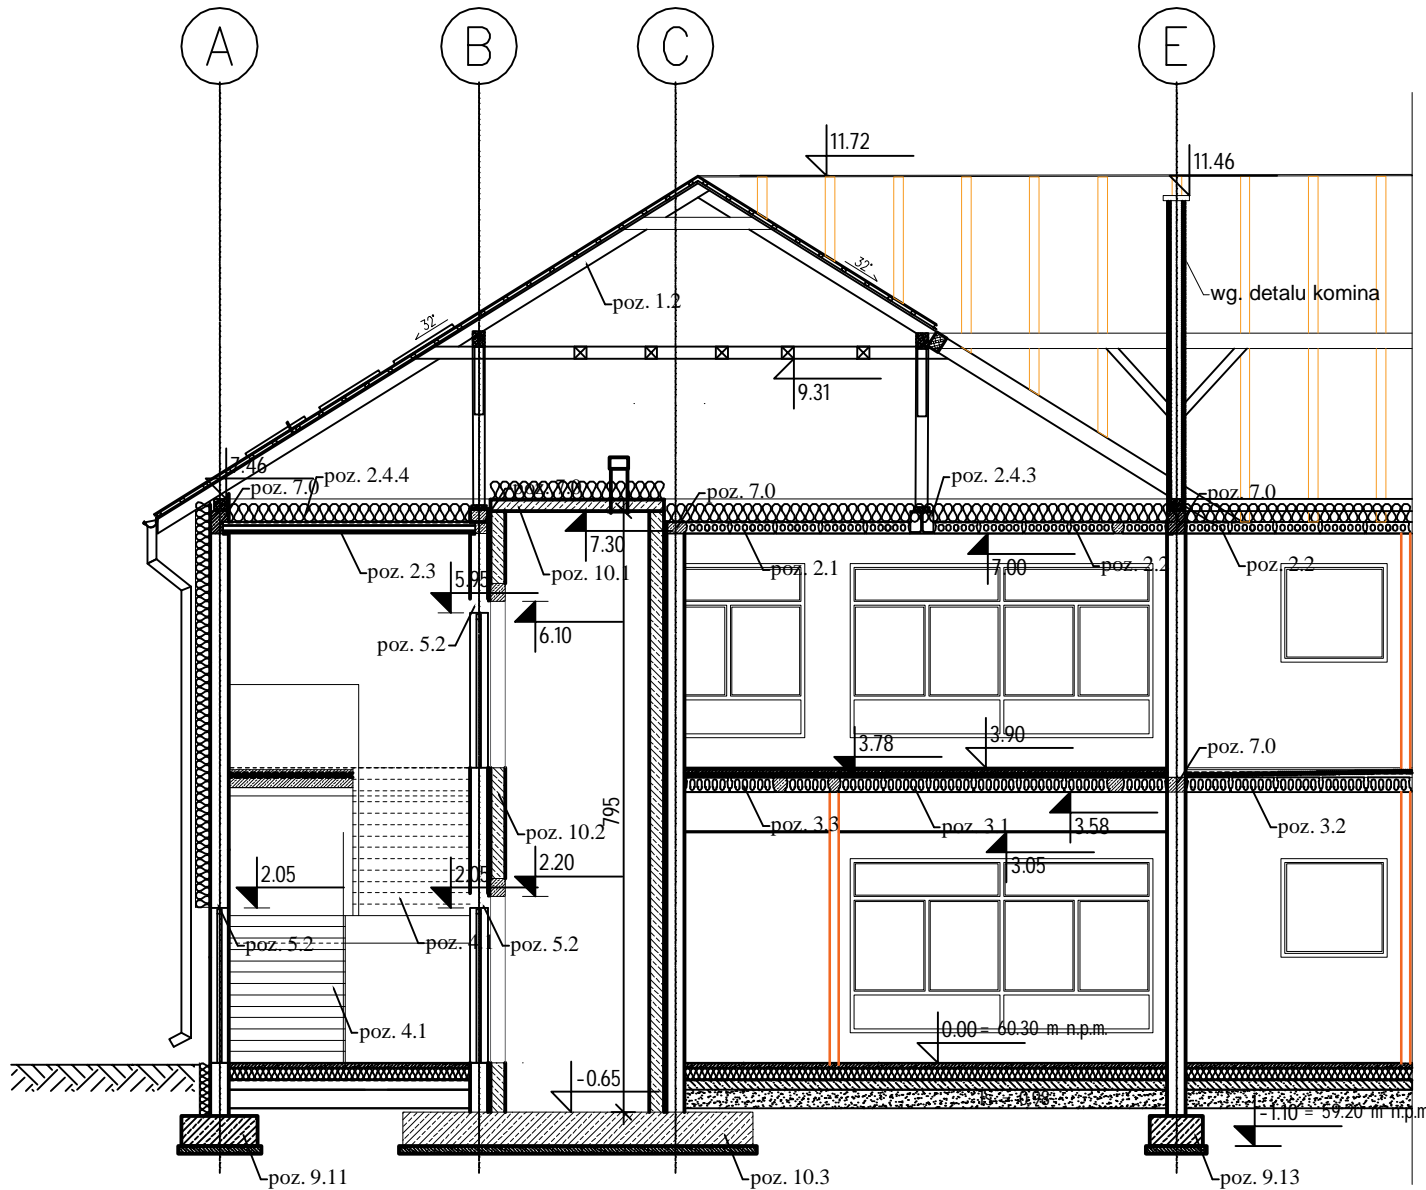 A B C E
11.72
11.46
32°
poz. 1.2
wg. detalu komina
32°
9.31
7.46
poz. 2.4.4
poz. 2.4.3
poz. 7.0
poz. 7.0
poz. 7.0
7.30
poz. 2.3
5.95
poz. 10.1
poz. 2.1
7.00
poz. 2.2
poz. 2.2
6.10
poz. 5.2
3.78
3.90
poz. 7.0
795
poz. 10.2
poz. 3.3
poz. 3.1
3.58
poz. 3.2
2.05
2.05
2.20
3.05
poz. 5.2
poz. 4.1
poz. 5.2
poz. 4.1
0.00 = 60.30 m n.p.m.
-0.65
-1.10 = 59.20 m n.p.m
poz. 9.11
poz. 10.3
poz. 9.13